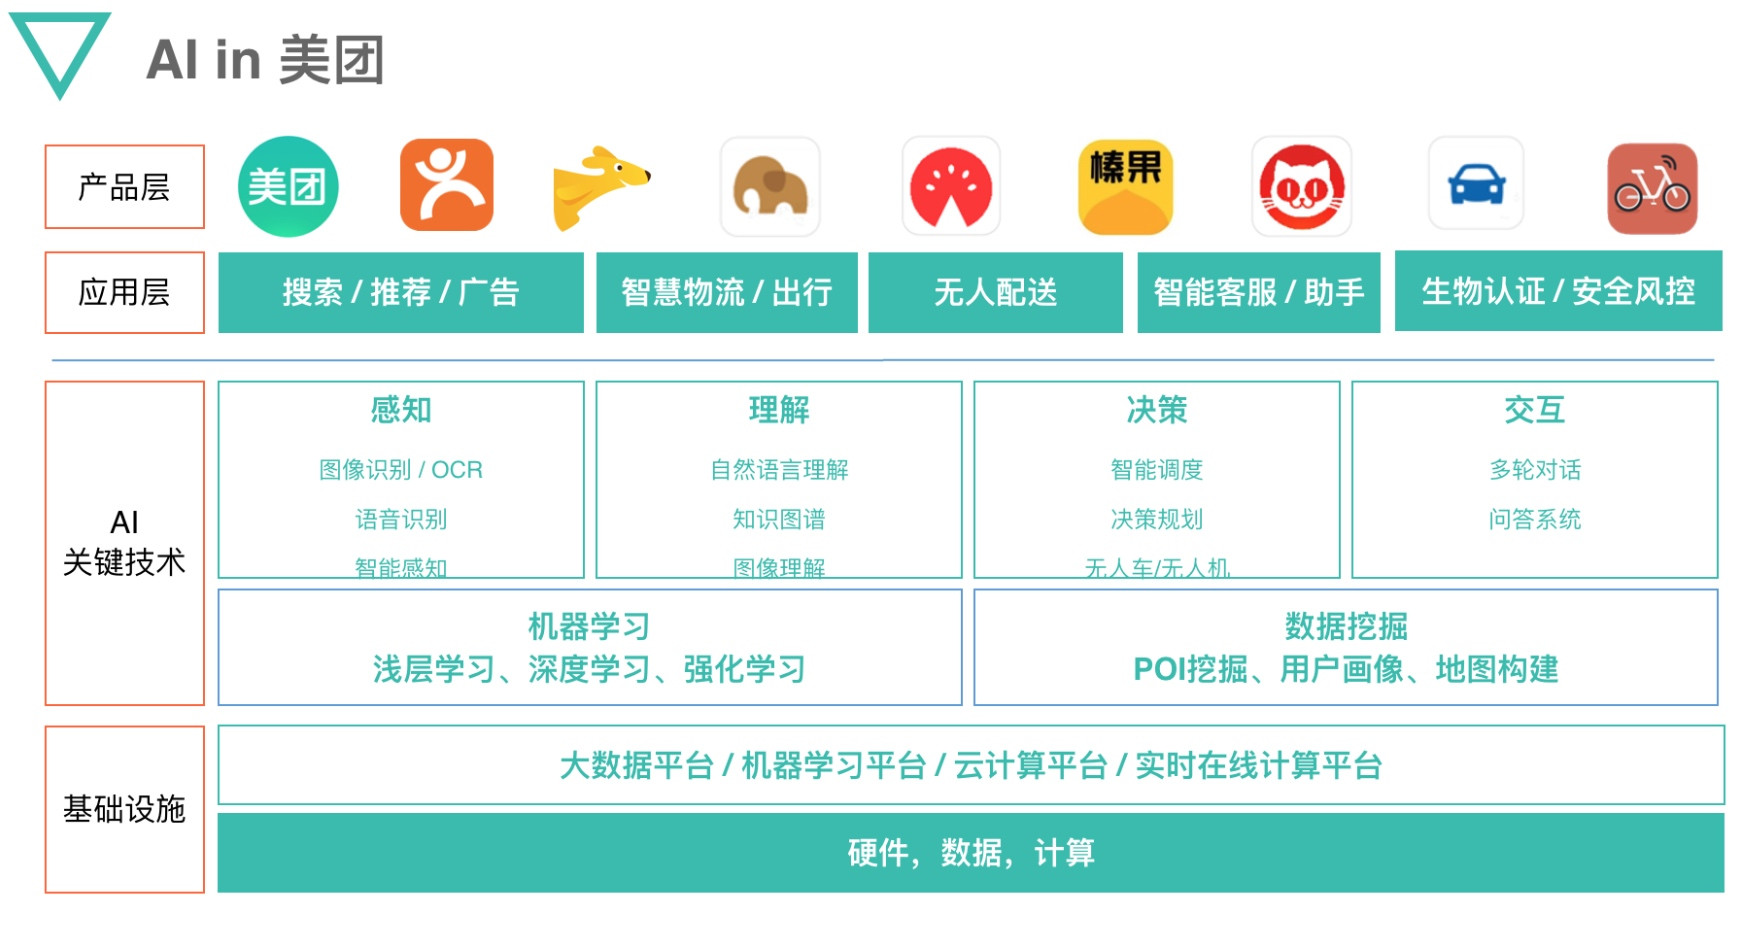 AI in 美团
产品层
美团
榛果
应用层
搜索 / 推荐 / 广告
智慧物流 / 出行
无人配送
智能客服 / 助手
生物认证 / 安全风控
AI
关键技术
感知
图像识别 / OCR
语音识别
智能感知
理解
自然语言理解
知识图谱
图像理解
决策
智能调度
决策规划
无人车/无人机
交互
多轮对话
问答系统
机器学习
浅层学习、深度学习、强化学习
数据挖掘
POI挖掘、用户画像、地图构建
基础设施
大数据平台 / 机器学习平台 / 云计算平台 / 实时在线计算平台
硬件，数据，计算